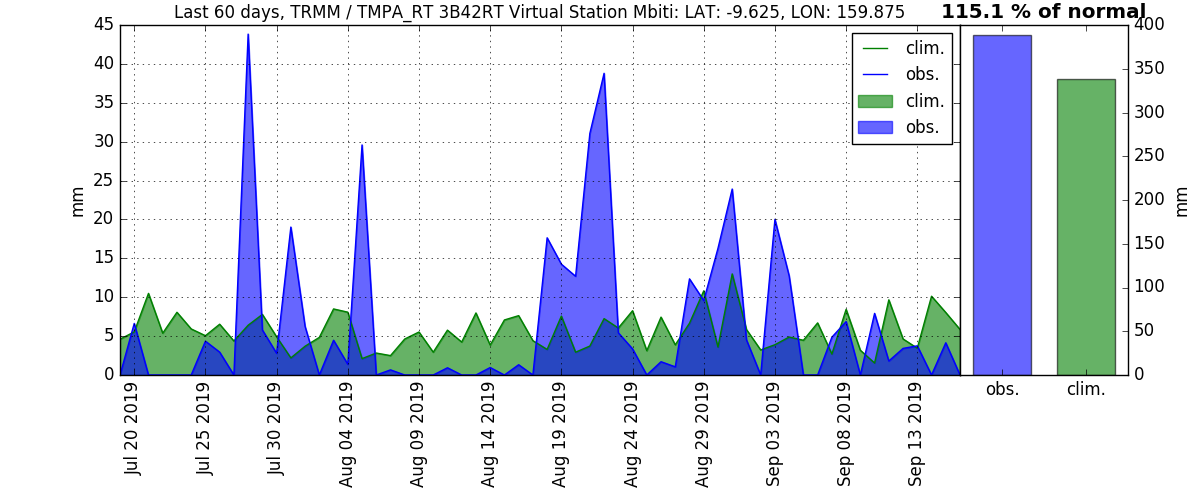 Last 60 days, TRMM / TMPA_RT 3B42RT Virtual Station Mbiti: LAT: -9.625, LON: 159.875
115.1 % of normal
45
40
35
30
25
20
15
10
5
0
mm
clim.
obs.
clim.
obs.
400
350
300
250
200
150
100
50
0
mm
Jul 20 2019
Jul 25 2019
Jul 30 2019
Aug 04 2019
Aug 09 2019
Aug 14 2019
Aug 19 2019
Aug 24 2019
Aug 29 2019
Sep 03 2019
Sep 08 2019
Sep 13 2019
obs.
clim.